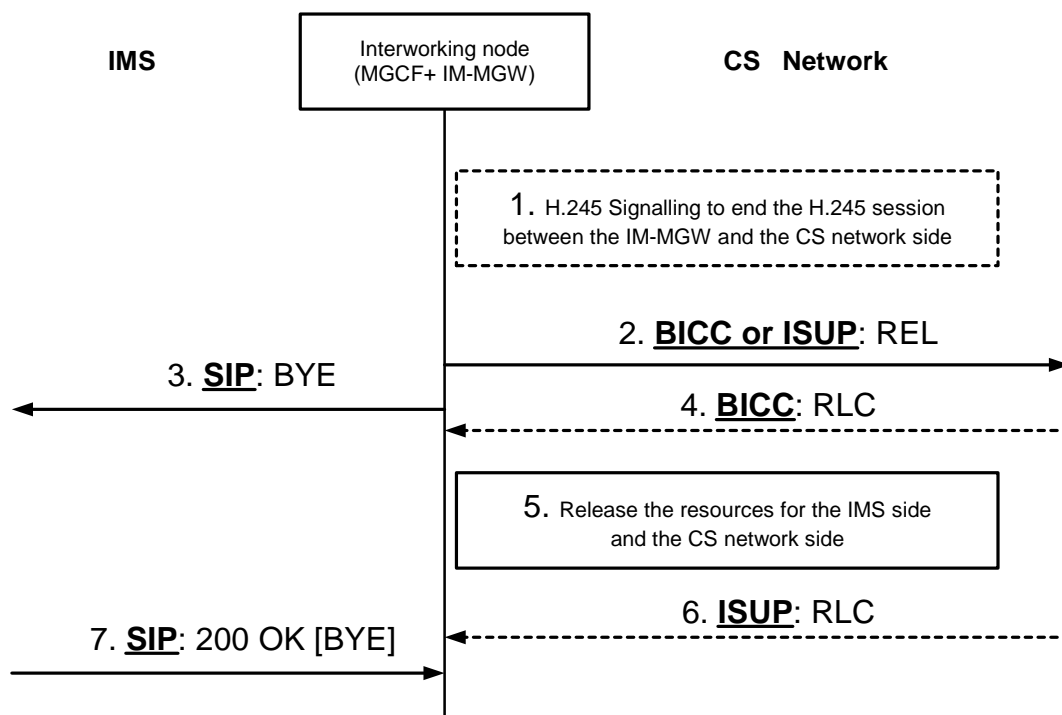 IMS
Interworking node
(MGCF+ IM-MGW)
CS Network
1. H.245 Signalling to end the H.245 session
between the IM-MGW and the CS network side
2. BICC or ISUP: REL
3. SIP: BYE
4. BICC: RLC
5. Release the resources for the IMS side
and the CS network side
6. ISUP: RLC
7. SIP: 200 OK [BYE]